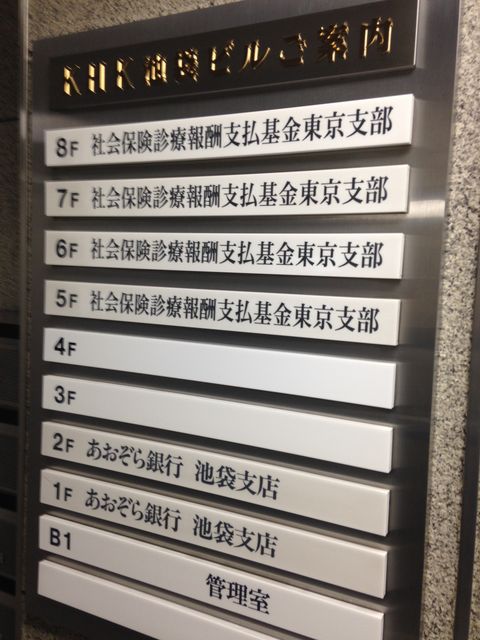 KHK池袋ビルご案内
8F 社会保険診療報酬支払基金東京支部
7F 社会保険診療報酬支払基金東京支部
6F 社会保険診療報酬支払基金東京支部
5F 社会保険診療報酬支払基金東京支部
4F
3F
2F あおぞら銀行 池袋支店
1F あおぞら銀行 池袋支店
B1 管理室